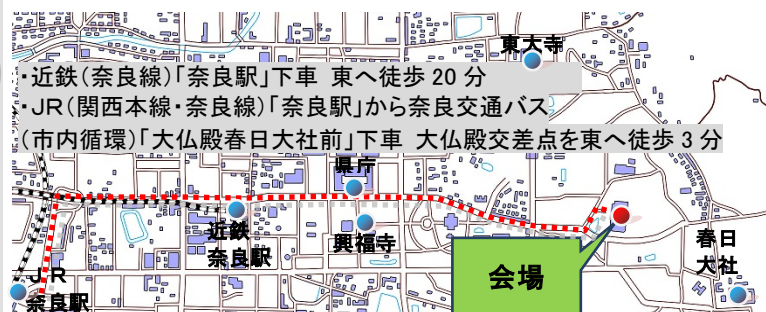 東大寺
・近鉄(奈良線)「奈良駅」下車 東へ徒歩 20 分
・JR(関西本線・奈良線)「奈良駅」から奈良交通バス
(市内循環)「大仏殿春日大社前」下車 大仏殿交差点を東へ徒歩 3 分
県庁
近鉄
奈良駅
興福寺
春日
大社
会場
JR
奈良駅